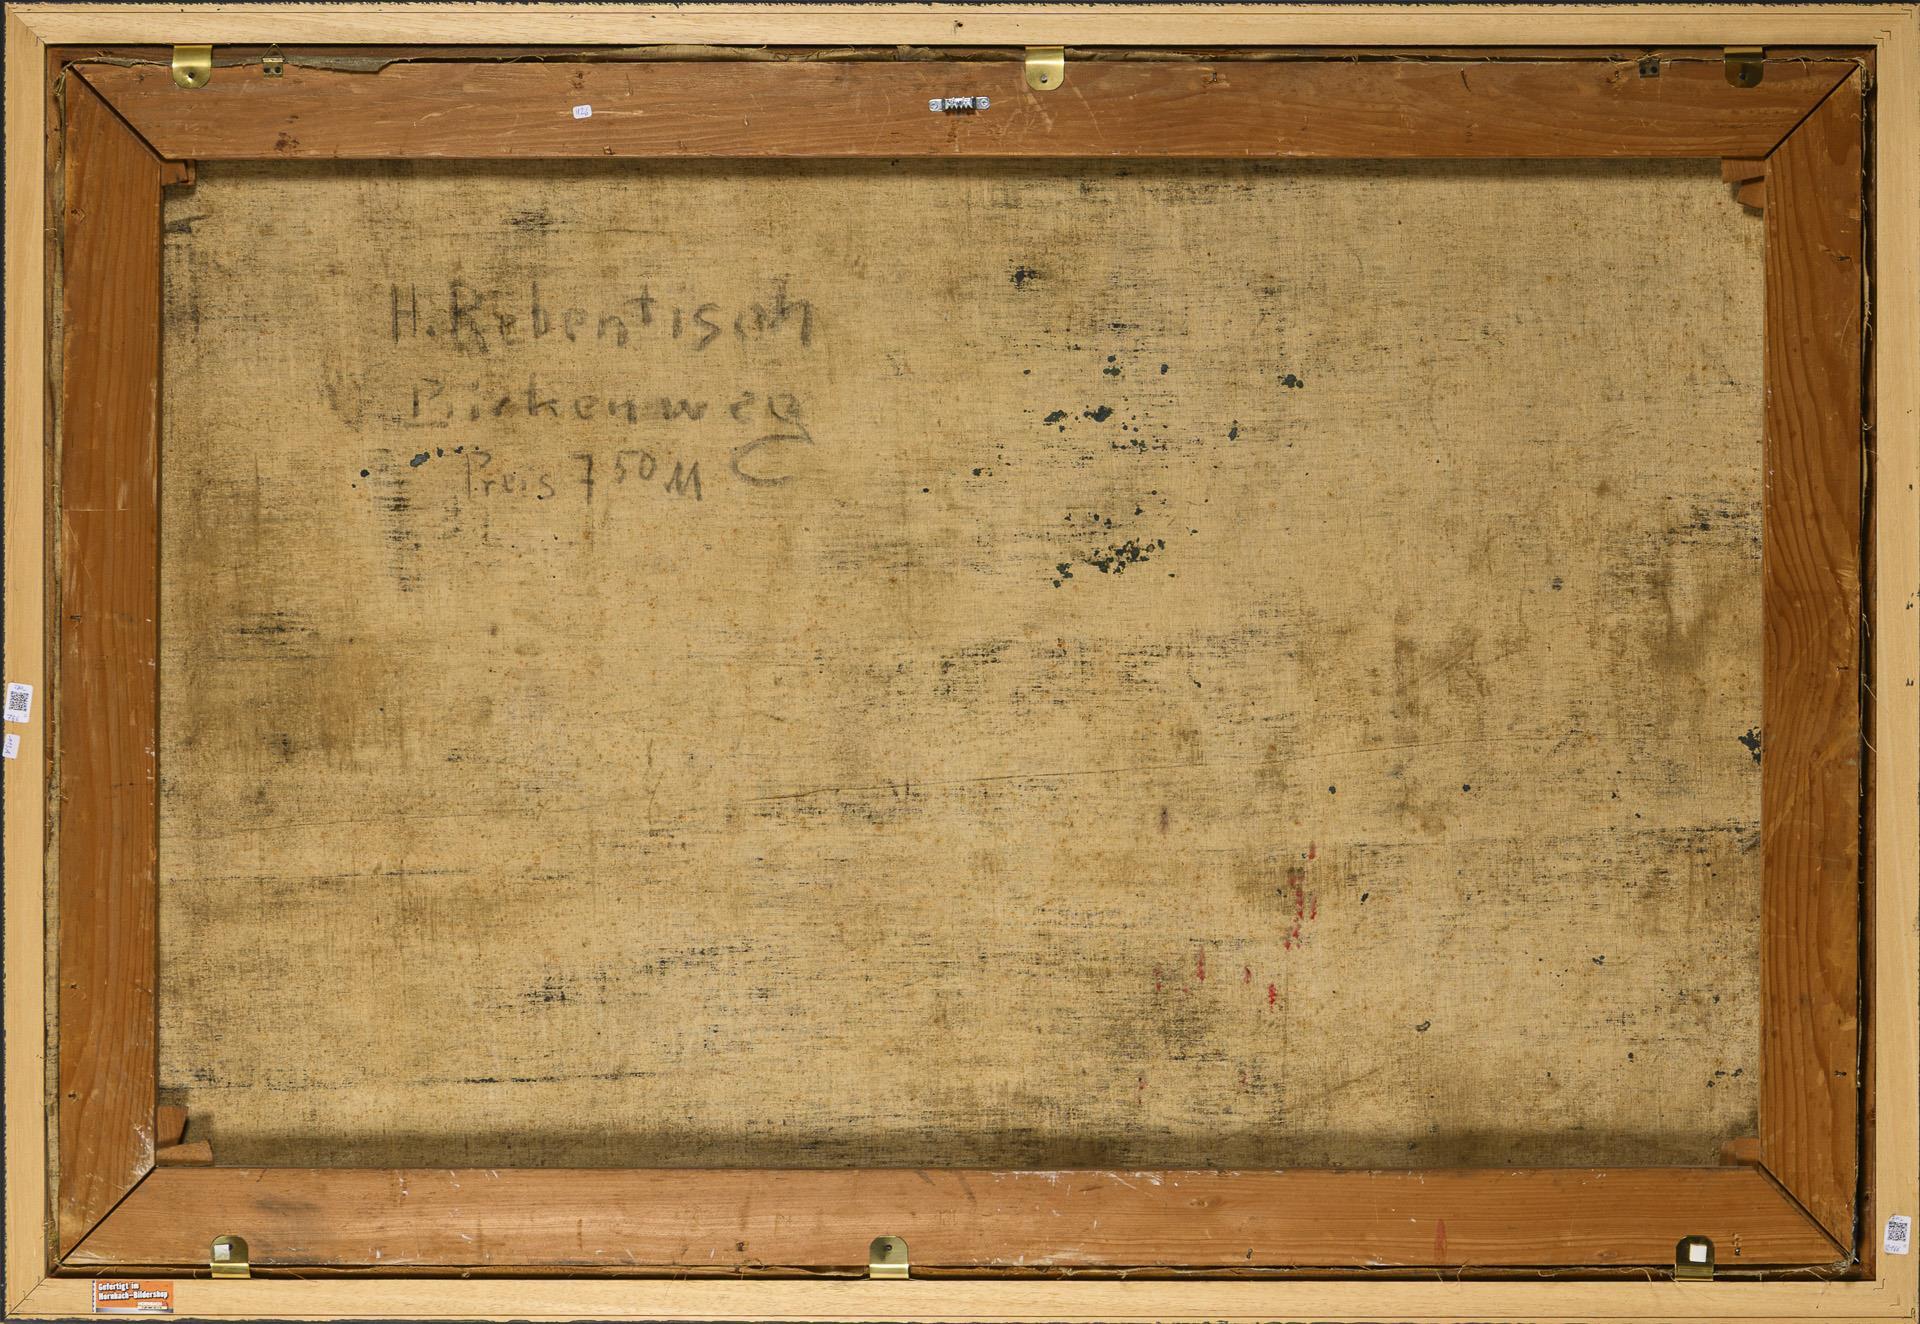 H. Rebentisch
Birkenweg
Preis 750 M
Gefertigt im
Hornbach-Bildershop